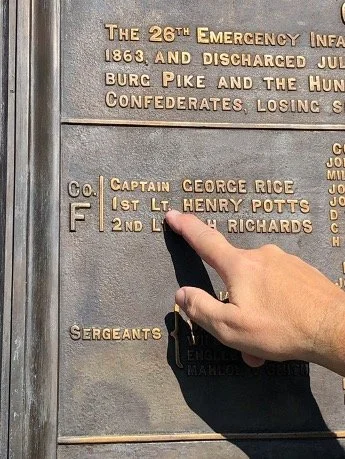 THE 26TH EMERGENCY INFA
1863, AND DISCHARGED JUL
BURG PIKE AND THE HUN
CONFEDERATES, LOSING S
CO. F
CAPTAIN GEORGE RICE
1ST LT. HENRY POTTS
2ND L H RICHARDS
SERGEANTS